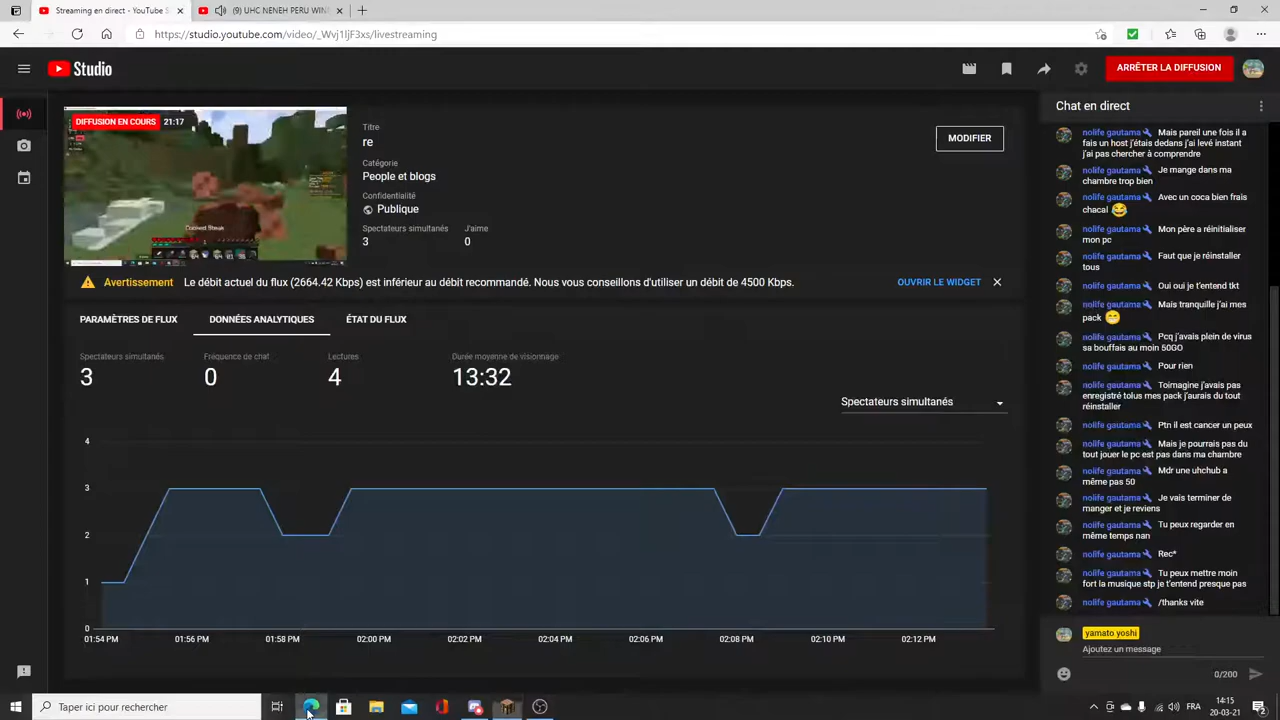 Streaming en direct - YouTube S
(9) UHC NENEH PERU WIN
https://studio.youtube.com/video/_Wvj1ljF3xs/livestreaming
Studio
ARRÊTER LA DIFFUSION
DIFFUSION EN COURS 21:17
Cooked Steak
Titre
re
Catégorie
People et blogs
Confidentialité
Publique
Spectateurs simultanés J'aime
3 0
MODIFIER
Avertissement Le débit actuel du flux (2664.42 Kbps) est inférieur au débit recommandé. Nous vous conseillons d'utiliser un débit de 4500 Kbps.
OUVRIR LE WIDGET
PARAMÈTRES DE FLUX DONNÉES ANALYTIQUES ÉTAT DU FLUX
Spectateurs simultanés Fréquence de chat Lectures Durée moyenne de visionnage
3 0 4 13:32
Spectateurs simultanés
4
3
2
1
0
01:54 PM 01:56 PM 01:58 PM 02:00 PM 02:02 PM 02:04 PM 02:06 PM 02:08 PM 02:10 PM 02:12 PM
Chat en direct
nolife gautama Mais pareil une fois il a
fais un host j'étais dedans j'ai levé instant
j'ai pas chercher à comprendre
nolife gautama Je mange dans ma
chambre trop bien
nolife gautama Avec un coca bien frais
chacal 😂
nolife gautama Mon père a réinitialiser
mon pc
nolife gautama Faut que je réinstaller
tous
nolife gautama Oui oui je t'entend tkt
nolife gautama Mais tranquille j'ai mes
pack 😁
nolife gautama Pcq j'avais plein de virus
sa bouffais au moin 50GO
nolife gautama Pour rien
nolife gautama Toimagine j'avais pas
enregistré tolus mes pack j'aurais du tout
réinstaller
nolife gautama Ptn il est cancer un peux
nolife gautama Mais je pourrais pas du
tout jouer le pc est pas dans ma chambre
nolife gautama Mdr une uhchub a
même pas 50
nolife gautama Je vais terminer de
manger et je reviens
nolife gautama Tu peux regarder en
même temps nan
nolife gautama Rec*
nolife gautama Tu peux mettre moin
fort la musique stp je t'entend presque pas
nolife gautama /thanks vite
yamato yoshi
Ajoutez un message
0/200
Taper ici pour rechercher
FRA
14:15
20-03-21
2